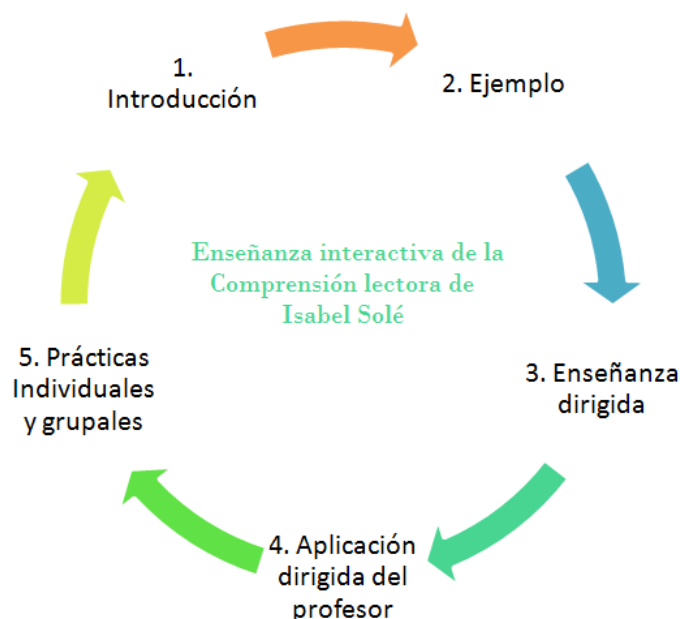 1.
Introducción
2. Ejemplo
Enseñanza interactiva de la
Comprensión lectora de
Isabel Solé
3. Enseñanza
dirigida
4. Aplicación
dirigida del
profesor
5. Prácticas
Individuales
y grupales